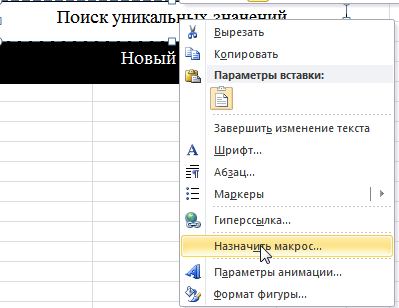 Поиск уникальных значений
Новый
Вырезать
Копировать
Параметры вставки:
Завершить изменение текста
A Шрифт...
Абзац...
Маркеры
Гиперссылка...
Назначить макрос...
Параметры анимации...
Формат фигуры...